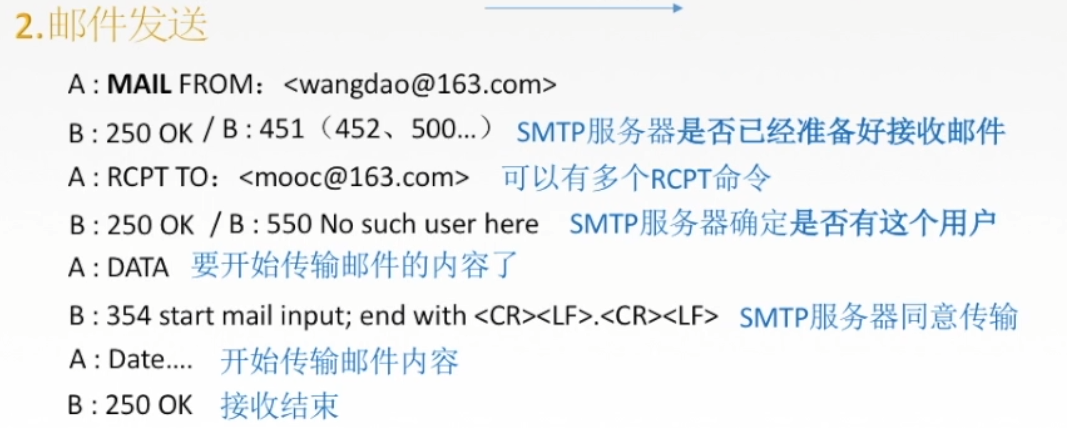 2.邮件发送
A : MAIL FROM：<wangdao@163.com>
B : 250 OK / B : 451（452、500…） SMTP服务器是否已经准备好接收邮件
A : RCPT TO：<mooc@163.com> 可以有多个RCPT命令
B : 250 OK / B : 550 No such user here SMTP服务器确定是否有这个用户
A : DATA 要开始传输邮件的内容了
B : 354 start mail input; end with <CR><LF>.<CR><LF> SMTP服务器同意传输
A : Date.... 开始传输邮件内容
B : 250 OK 接收结束